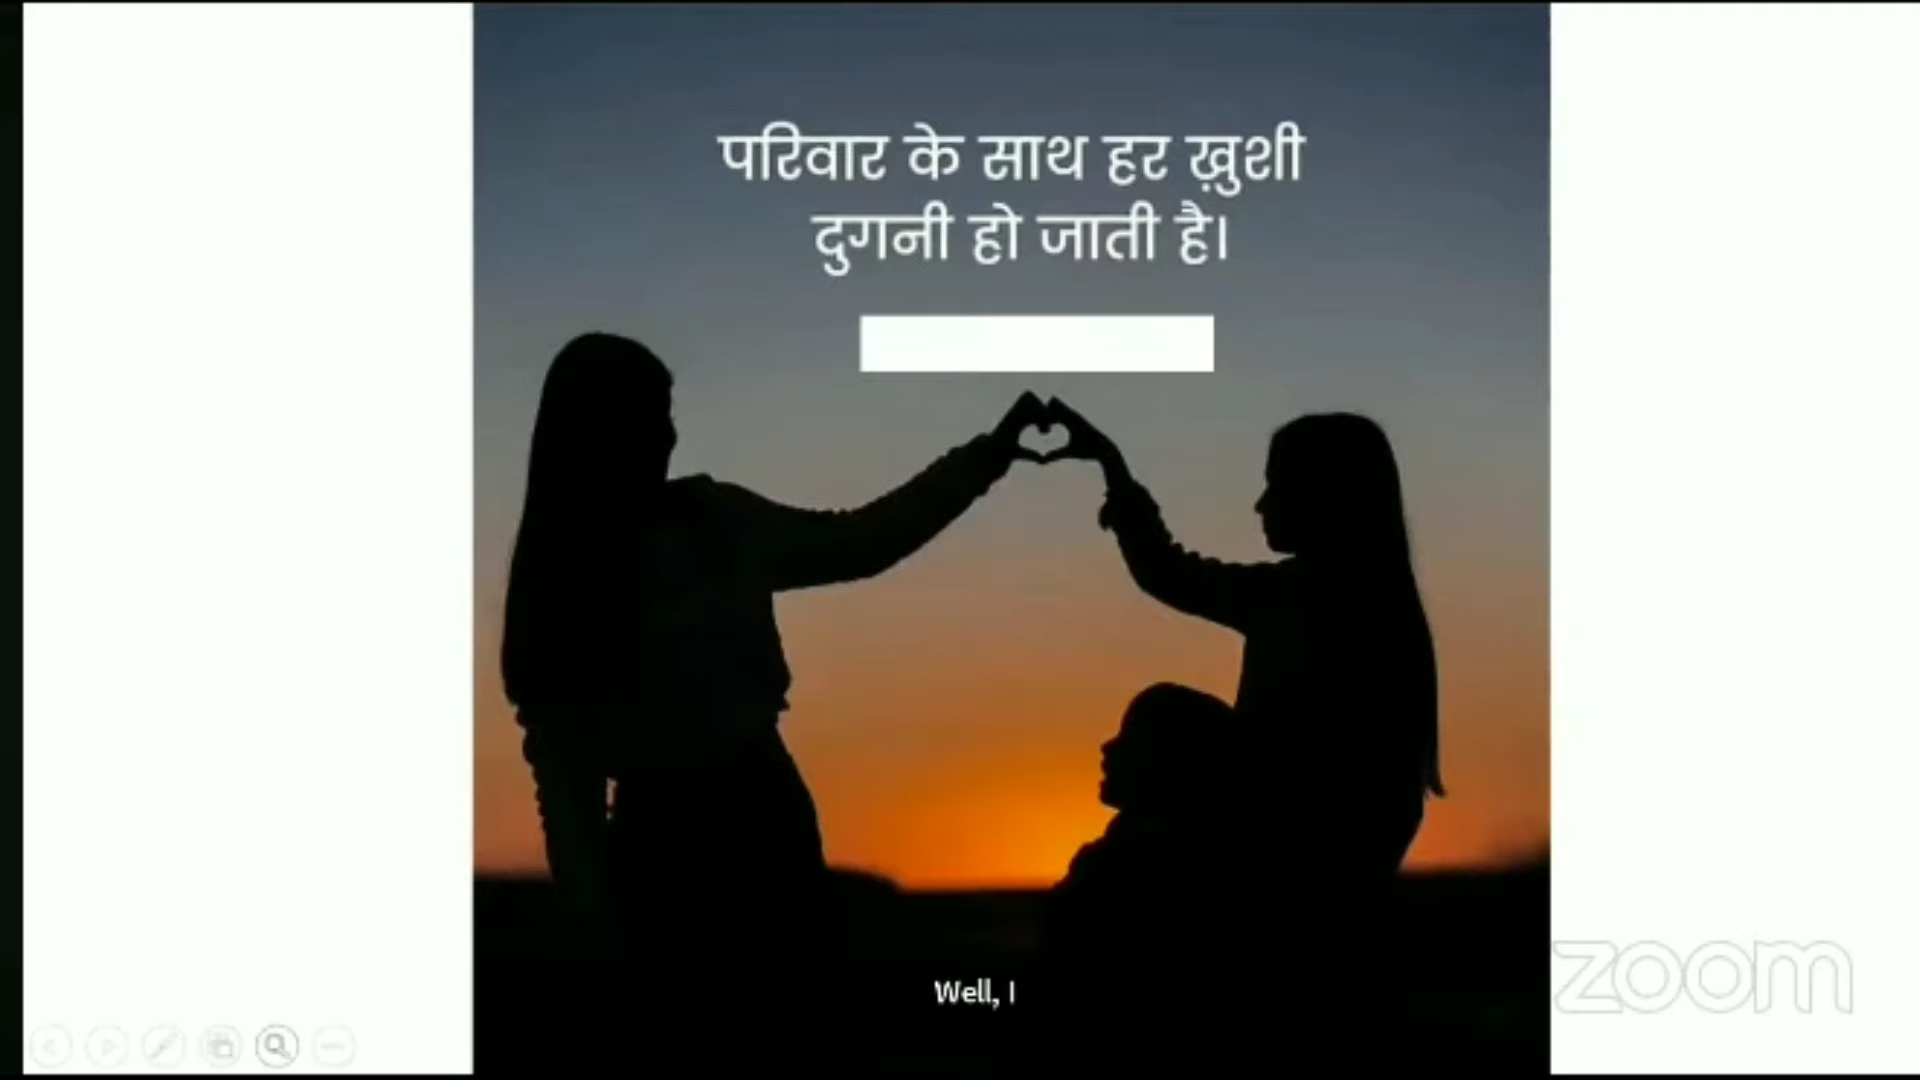 परिवार के साथ हर ख़ुशी
दुगनी हो जाती है।
Well, I
zoom